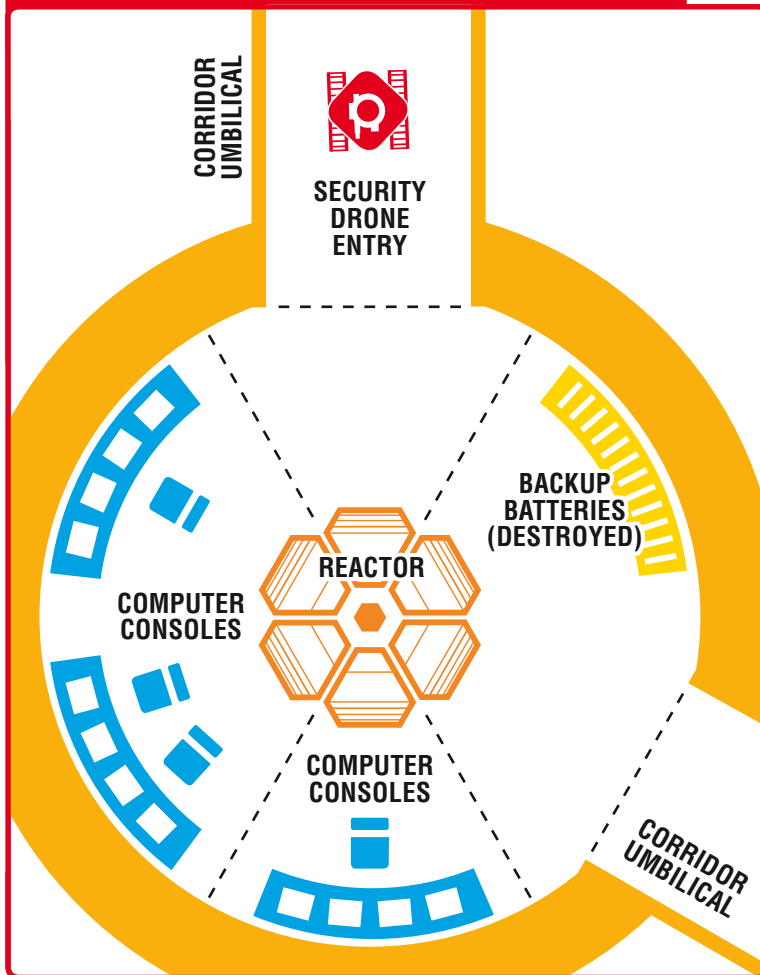 CORRIDOR
UMBILICAL
SECURITY
DRONE
ENTRY
BACKUP
BATTERIES
(DESTROYED)
REACTOR
COMPUTER
CONSOLES
COMPUTER
CONSOLES
CORRIDOR
UMBILICAL